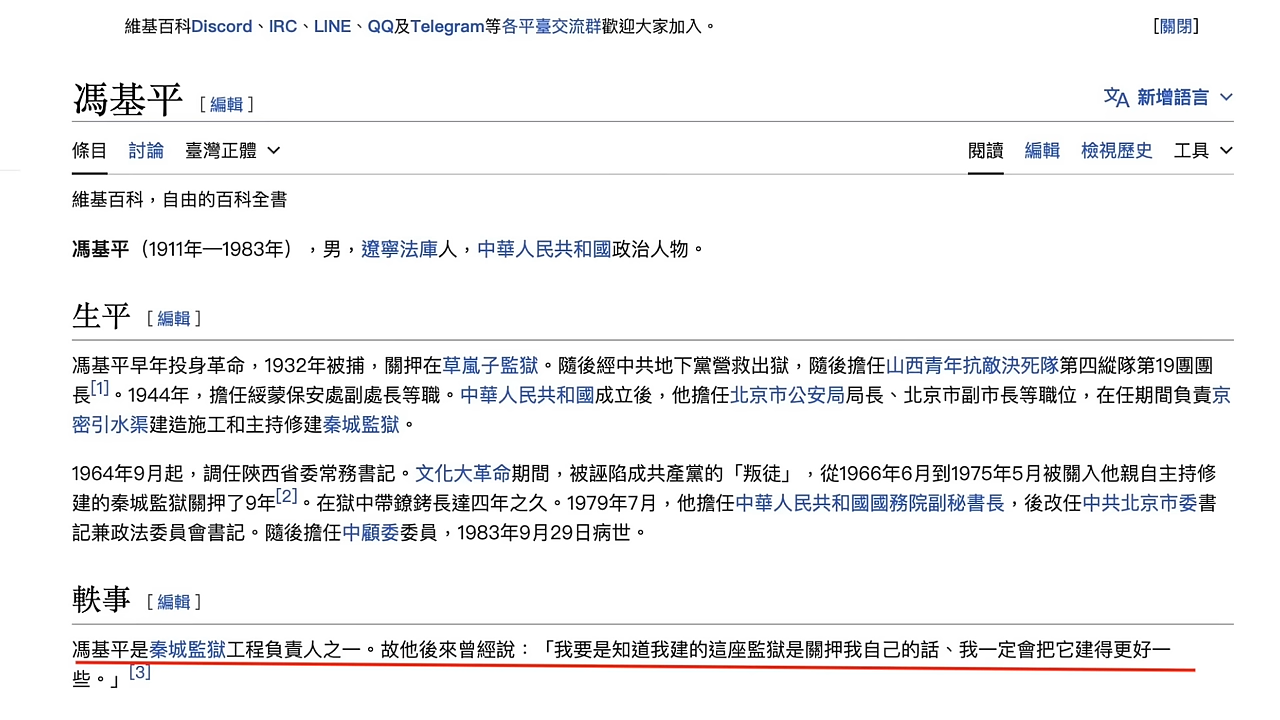 維基百科Discord、IRC、LINE、QQ及Telegram等各平臺交流群歡迎大家加入。 [關閉]
馮基平 [ 編輯 ] 新增語言
條目 討論 臺灣正體 閱讀 編輯 檢視歷史 工具
維基百科，自由的百科全書
馮基平（1911年—1983年），男，遼寧法庫人，中華人民共和國政治人物。
生平 [ 編輯 ]
馮基平早年投身革命，1932年被捕，關押在草嵐子監獄。隨後經中共地下黨營救出獄，隨後擔任山西青年抗敵決死隊第四縱隊第19團團
長[1]。1944年，擔任綏蒙保安處副處長等職。中華人民共和國成立後，他擔任北京市公安局局長、北京市副市長等職位，在任期間負責京
密引水渠建造施工和主持修建秦城監獄。
1964年9月起，調任陝西省委常務書記。文化大革命期間，被誣陷成共產黨的「叛徒」，從1966年6月到1975年5月被關入他親自主持修
建的秦城監獄關押了9年[2]。在獄中帶鐐銬長達四年之久。1979年7月，他擔任中華人民共和國國務院副秘書長，後改任中共北京市委書
記兼政法委員會書記。隨後擔任中顧委委員，1983年9月29日病世。
軼事 [ 編輯 ]
馮基平是秦城監獄工程負責人之一。故他後來曾經說：「我要是知道我建的這座監獄是關押我自己的話、我一定會把它建得更好一
些。」[3]